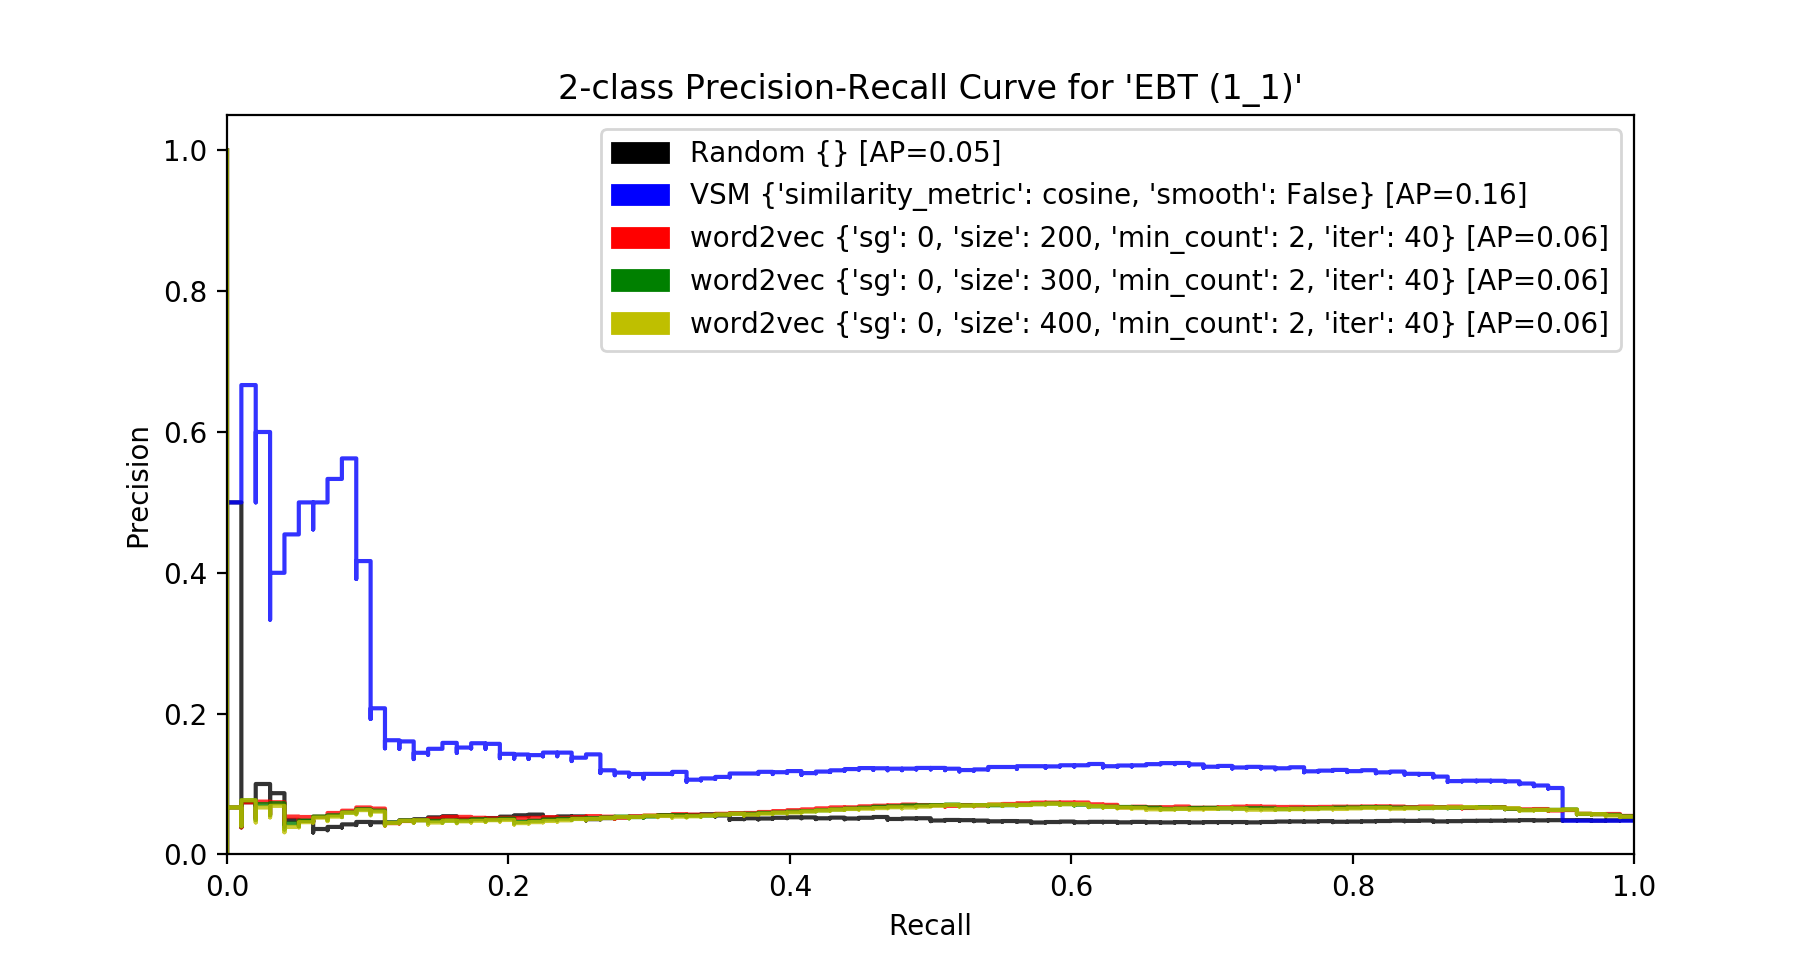 2-class Precision-Recall Curve for 'EBT (1_1)'
Random {} [AP=0.05]
VSM {'similarity_metric': cosine, 'smooth': False} [AP=0.16]
word2vec {'sg': 0, 'size': 200, 'min_count': 2, 'iter': 40} [AP=0.06]
word2vec {'sg': 0, 'size': 300, 'min_count': 2, 'iter': 40} [AP=0.06]
word2vec {'sg': 0, 'size': 400, 'min_count': 2, 'iter': 40} [AP=0.06]
Precision
1.0
0.8
0.6
0.4
0.2
0.0
0.0 0.2 0.4 0.6 0.8 1.0
Recall